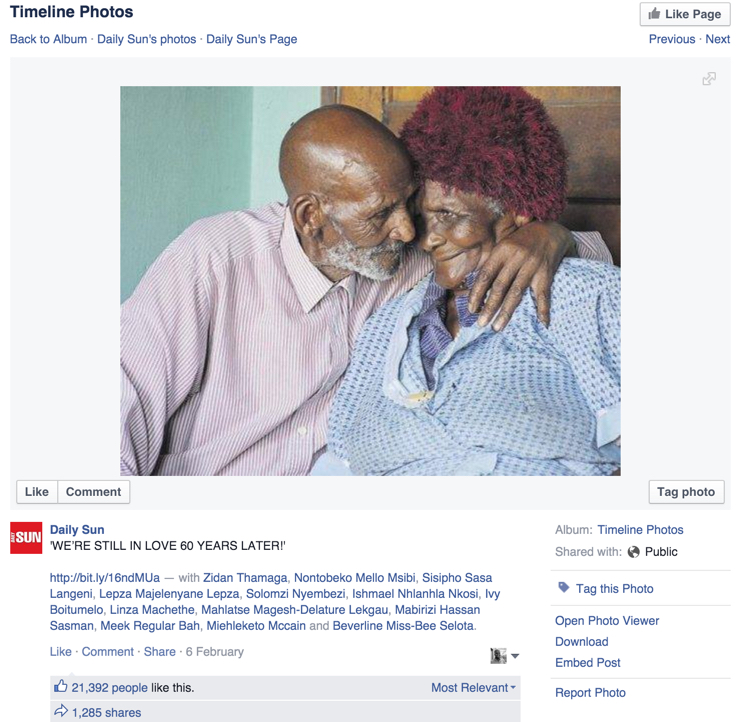 Timeline Photos
Like Page
Back to Album · Daily Sun's photos · Daily Sun's Page
Previous · Next
Like
Comment
Tag photo
DAILY SUN
Daily Sun
'WE'RE STILL IN LOVE 60 YEARS LATER!'
http://bit.ly/16ndMUa — with Zidan Thamaga, Nontobeko Mello Msibi, Sisipho Sasa
Langeni, Lepza Majelenyane Lepza, Solomzi Nyembezi, Ishmael Nhlanhla Nkosi, Ivy
Boitumelo, Linza Machethe, Mahlatse Magesh-Delature Lekgau, Mabirizi Hassan
Sasman, Meek Regular Bah, Miehleketo Mccain and Beverline Miss-Bee Selota.
Like · Comment · Share · 6 February
21,392 people like this.
Most Relevant
1,285 shares
Album: Timeline Photos
Shared with: Public
Tag this Photo
Open Photo Viewer
Download
Embed Post
Report Photo